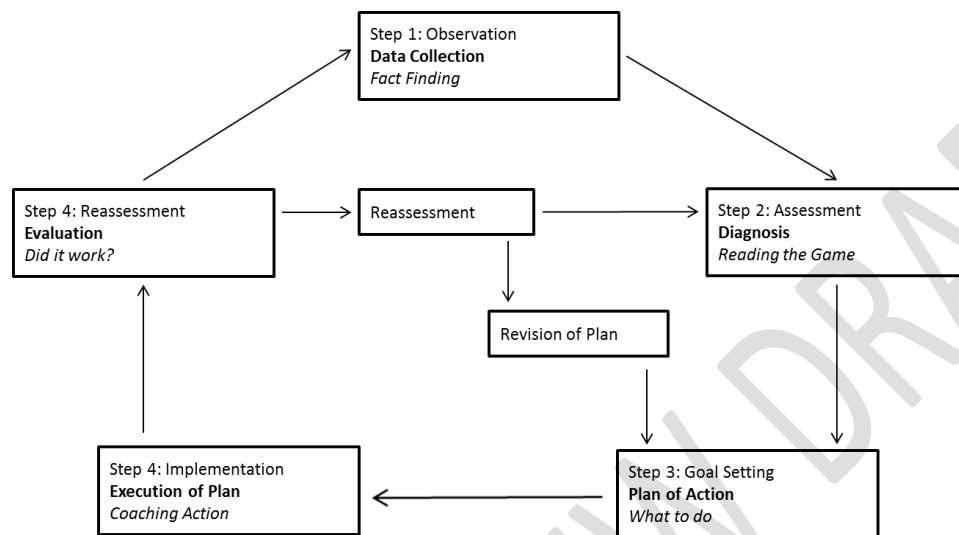 Step 1: Observation
Data Collection
Fact Finding
Step 4: Reassessment
Evaluation
Did it work?
Reassessment
Step 2: Assessment
Diagnosis
Reading the Game
Revision of Plan
Step 4: Implementation
Execution of Plan
Coaching Action
Step 3: Goal Setting
Plan of Action
What to do